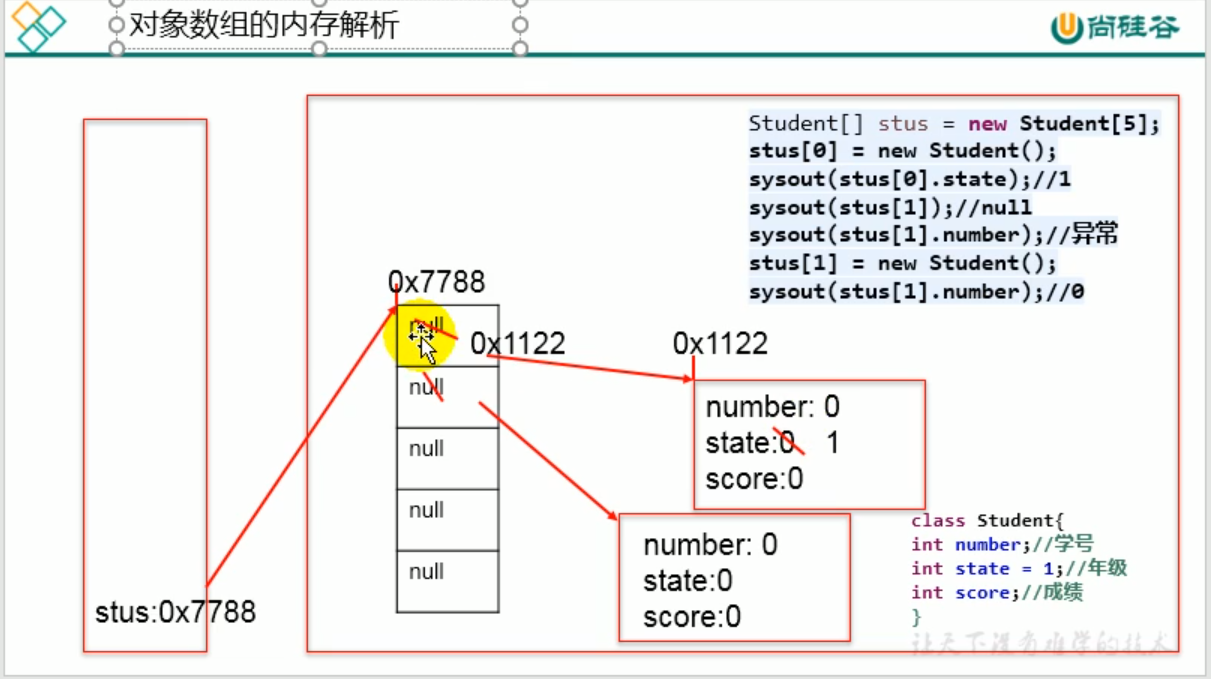 对象数组的内存解析
尚硅谷
Student[] stus = new Student[5];
stus[0] = new Student();
sysout(stus[0].state);//1
sysout(stus[1]);//null
sysout(stus[1].number);//异常
stus[1] = new Student();
sysout(stus[1].number);//0
0x7788
null
0x1122
0x1122
null
null
null
null
number: 0
state:0 1
score:0
number: 0
state:0
score:0
stus:0x7788
class Student{
int number;//学号
int state = 1;//年级
int score;//成绩
}
让天下没有难学的技术